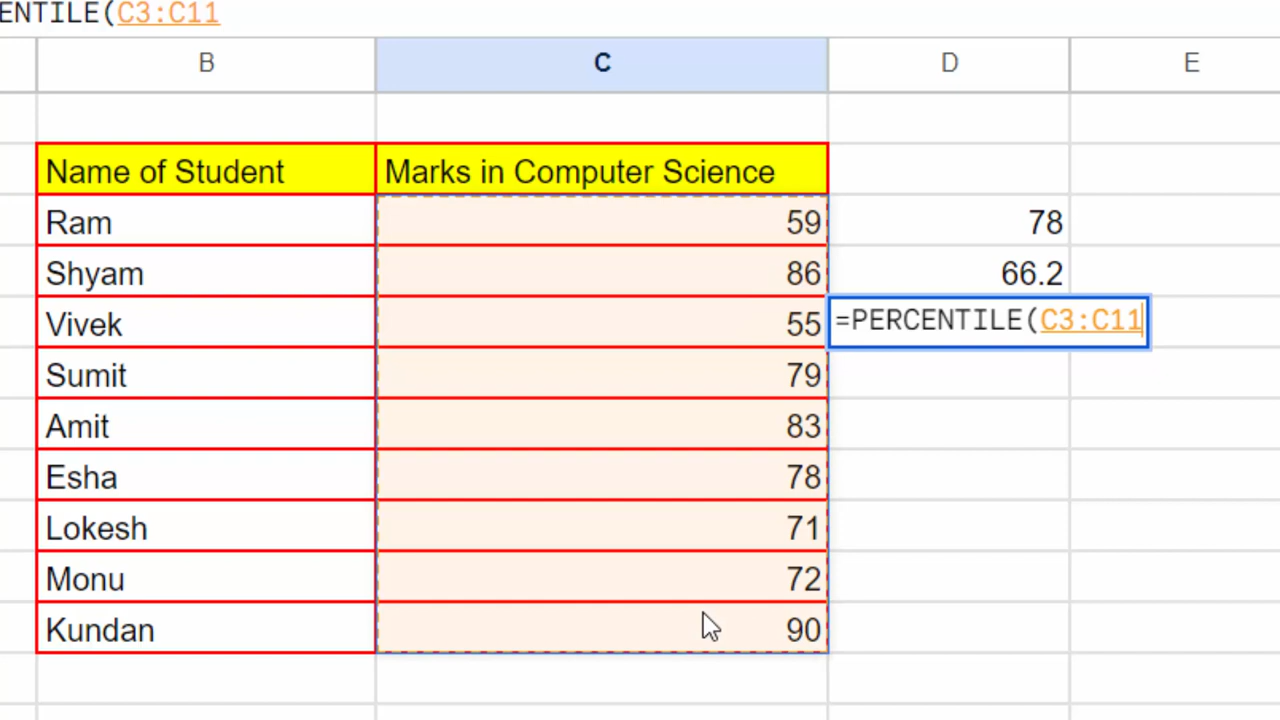 ENTILE(C3:C11
B C D E
Name of Student Marks in Computer Science
Ram 59 78
Shyam 86 66.2
Vivek 55 =PERCENTILE(C3:C11
Sumit 79
Amit 83
Esha 78
Lokesh 71
Monu 72
Kundan 90